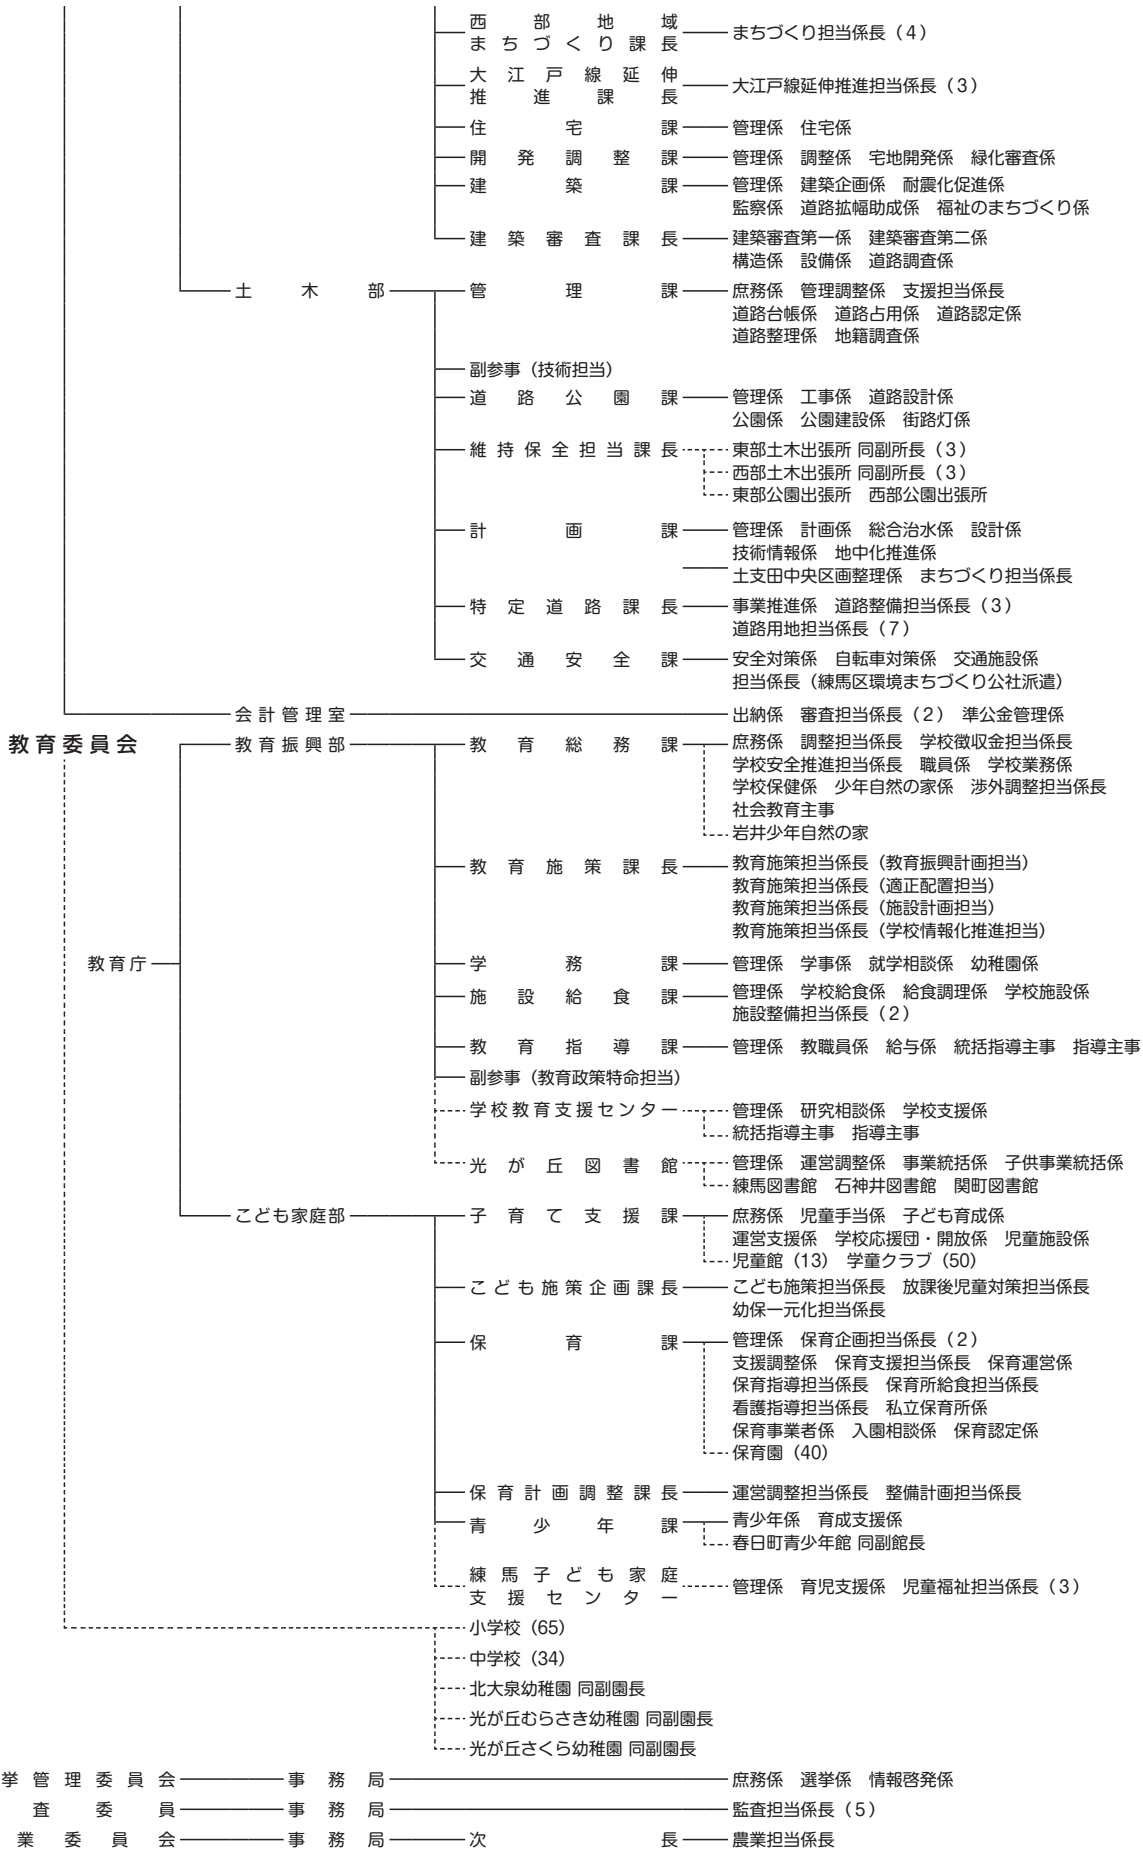 西部地域
まちづくり課長 まちづくり担当係長（4）
大江戸線延伸
推進課長 大江戸線延伸推進担当係長（3）
住宅課 管理係 住宅係
開発調整課 管理係 調整係 宅地開発係 緑化審査係
建築課 管理係 建築企画係 耐震化促進係
監察係 道路拡幅助成係 福祉のまちづくり係
建築審査課長 建築審査第一係 建築審査第二係
構造係 設備係 道路調査係
土木部 管理課 庶務係 管理調整係 支援担当係長
道路台帳係 道路占用係 道路認定係
道路整理係 地籍調査係
副参事（技術担当）
道路公園課 管理係 工事係 道路設計係
公園係 公園建設係 街路灯係
維持保全担当課長 東部土木出張所 同副所長（3）
西部土木出張所 同副所長（3）
東部公園出張所 西部公園出張所
計画課 管理係 計画係 総合治水係 設計係
技術情報係 地中化推進係
土支田中央区画整理係 まちづくり担当係長
特定道路課長 事業推進係 道路整備担当係長（3）
道路用地担当係長（7）
交通安全課 安全対策係 自転車対策係 交通施設係
担当係長（練馬区環境まちづくり公社派遣）
会計管理室 出納係 審査担当係長（2） 準公金管理係
教育委員会 教育振興部 教育総務課 庶務係 調整担当係長 学校徴収金担当係長
学校安全推進担当係長 職員係 学校業務係
学校保健係 少年自然の家係 渉外調整担当係長
社会教育主事
岩井少年自然の家
教育施策課長 教育施策担当係長（教育振興計画担当）
教育施策担当係長（適正配置担当）
教育施策担当係長（施設計画担当）
教育施策担当係長（学校情報化推進担当）
教育庁 学務課 管理係 学事係 就学相談係 幼稚園係
施設給食課 管理係 学校給食係 給食調理係 学校施設係
施設整備担当係長（2）
教育指導課 管理係 教職員係 給与係 統括指導主事 指導主事
副参事（教育政策特命担当）
学校教育支援センター 管理係 研究相談係 学校支援係
統括指導主事 指導主事
光が丘図書館 管理係 運営調整係 事業統括係 子供事業統括係
練馬図書館 石神井図書館 関町図書館
こども家庭部 子育て支援課 庶務係 児童手当係 子ども育成係
運営支援係 学校応援団・開放係 児童施設係
児童館（13） 学童クラブ（50）
こども施策企画課長 こども施策担当係長 放課後児童対策担当係長
幼保一元化担当係長
保育課 管理係 保育企画担当係長（2）
支援調整係 保育支援担当係長 保育運営係
保育指導担当係長 保育所給食担当係長
看護指導担当係長 私立保育所係
保育事業者係 入園相談係 保育認定係
保育園（40）
保育計画調整課長 運営調整担当係長 整備計画担当係長
青少年課 青少年係 育成支援係
春日町青少年館 同副館長
練馬子ども家庭
支援センター 管理係 育児支援係 児童福祉担当係長（3）
小学校（65）
中学校（34）
北大泉幼稚園 同副園長
光が丘むらさき幼稚園 同副園長
光が丘さくら幼稚園 同副園長
挙管理委員会 事務局 庶務係 選挙係 情報啓発係
査委員 事務局 監査担当係長（5）
業委員会 事務局 次長 農業担当係長